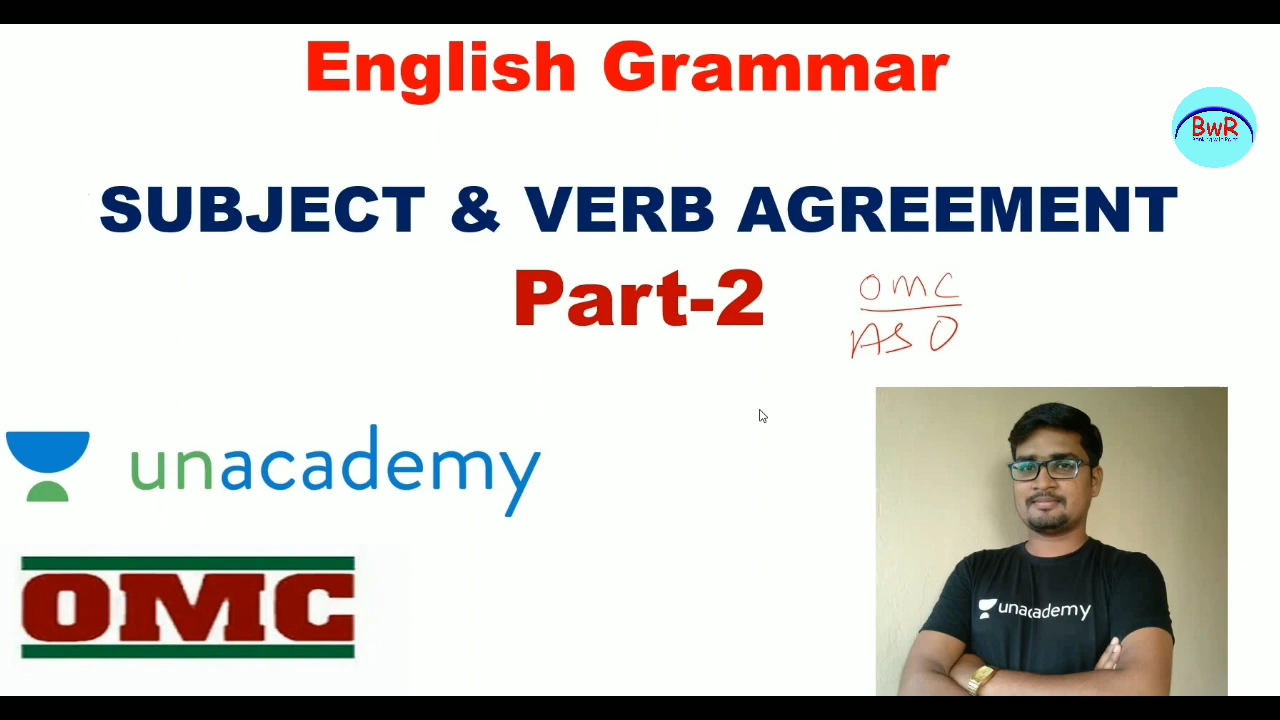 English Grammar
BwR
SUBJECT & VERB AGREEMENT
Part-2
OMC
ASO
unacademy
OMC
unacademy